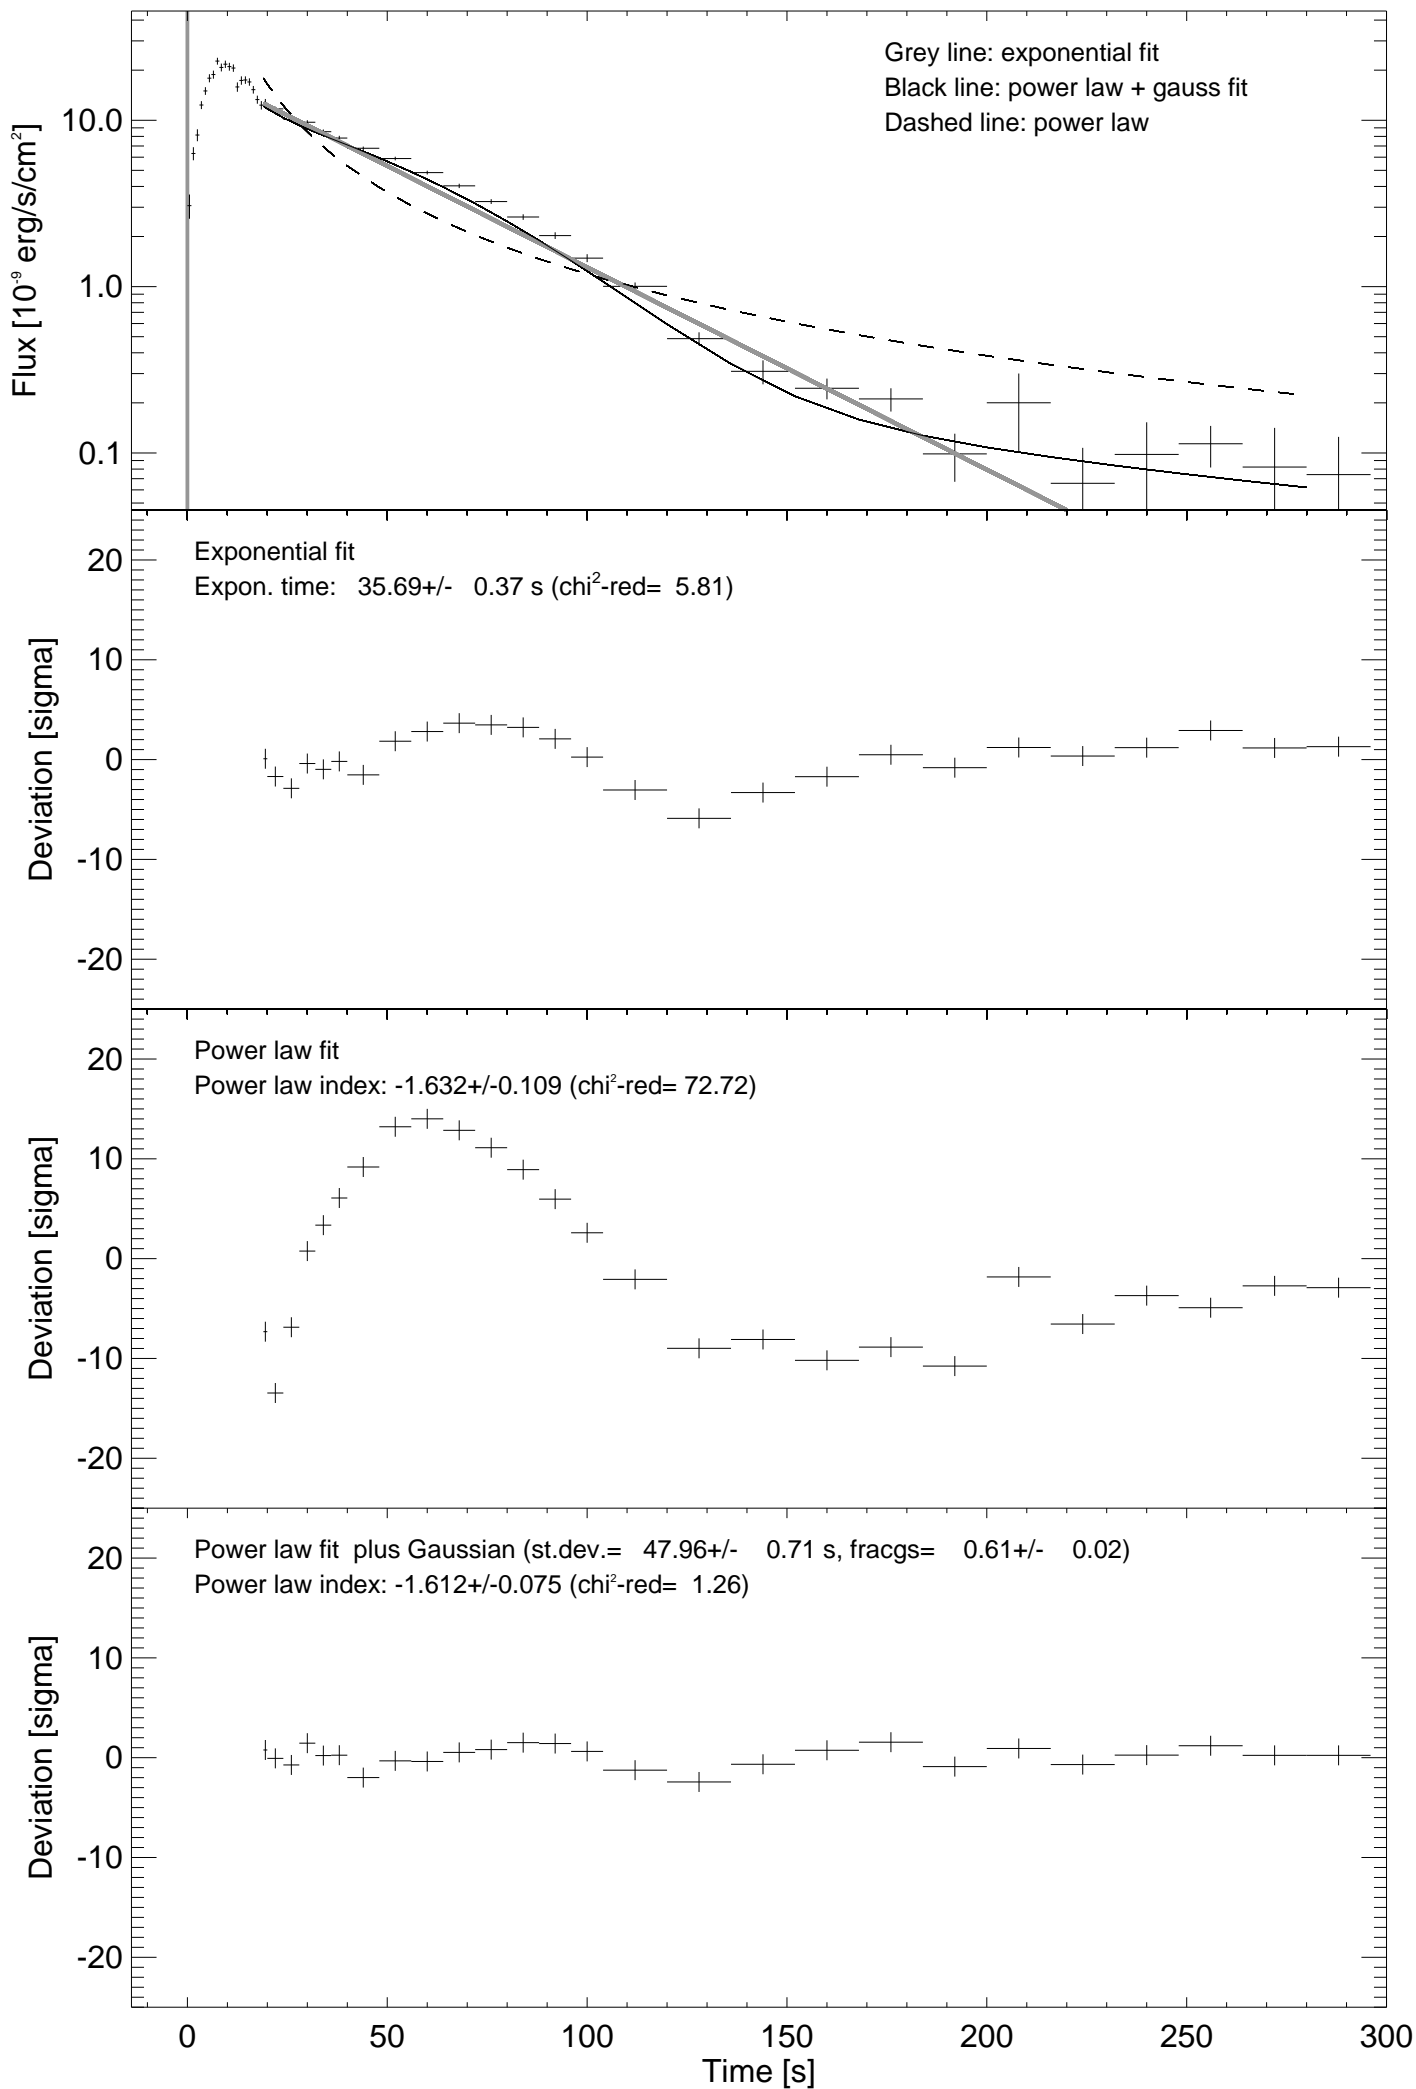 Grey line: exponential fit
Black line: power law + gauss fit
Dashed line: power law
10.0
1.0
0.1
Flux [10⁻⁹ erg/s/cm²]
Exponential fit
Expon. time: 35.69+/- 0.37 s (chi²-red= 5.81)
20
10
0
-10
-20
Deviation [sigma]
Power law fit
Power law index: -1.632+/-0.109 (chi²-red= 72.72)
20
10
0
-10
-20
Deviation [sigma]
Power law fit plus Gaussian (st.dev.= 47.96+/- 0.71 s, fracgs= 0.61+/- 0.02)
Power law index: -1.612+/-0.075 (chi²-red= 1.26)
20
10
0
-10
-20
Deviation [sigma]
0 50 100 150 200 250 300
Time [s]